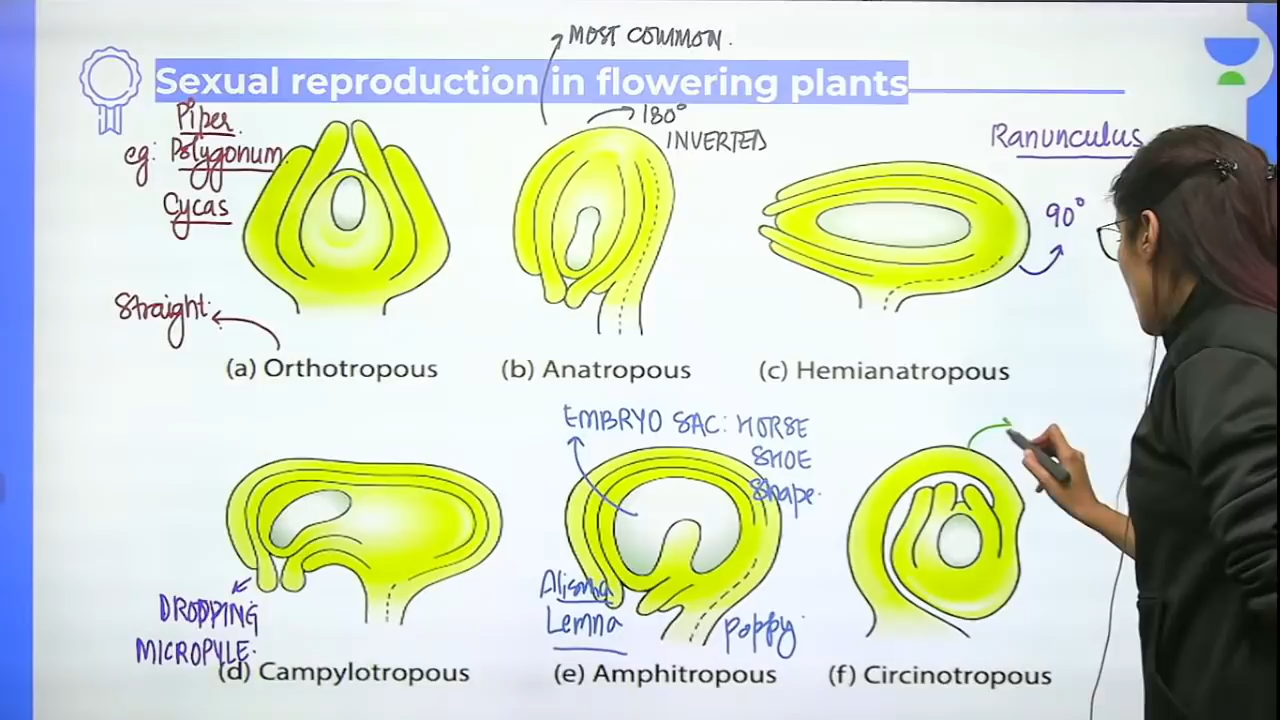 MOST COMMON.
Sexual reproduction in flowering plants
Piper
eg: Polygonum
Cycas
180°
INVERTED
Ranunculus
90°
Straight
(a) Orthotropous
(b) Anatropous
(c) Hemianatropous
EMBRYO SAC: HORSE
SHOE
Shape.
DROPPING
MICROPYLE.
Alisma
Lemna
Poppy
(d) Campylotropous
(e) Amphitropous
(f) Circinotropous